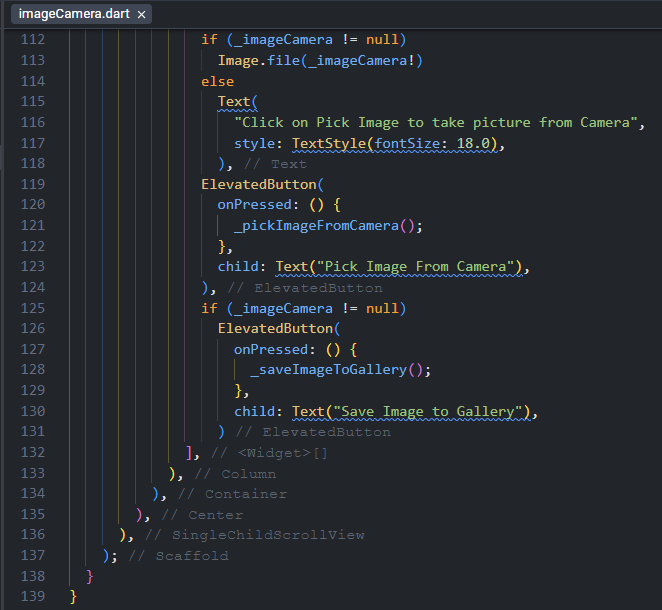 imageCamera.dart ×
112 if (_imageCamera != null)
113 Image.file(_imageCamera!)
114 else
115 Text(
116 "Click on Pick Image to take picture from Camera",
117 style: TextStyle(fontSize: 18.0),
118 ), // Text
119 ElevatedButton(
120 onPressed: () {
121 _pickImageFromCamera();
122 },
123 child: Text("Pick Image From Camera"),
124 ), // ElevatedButton
125 if (_imageCamera != null)
126 ElevatedButton(
127 onPressed: () {
128 _saveImageToGallery();
129 },
130 child: Text("Save Image to Gallery"),
131 ) // ElevatedButton
132 ], // <Widget>[]
133 ), // Column
134 ), // Container
135 ), // Center
136 ), // SingleChildScrollView
137 ); // Scaffold
138 }
139 }